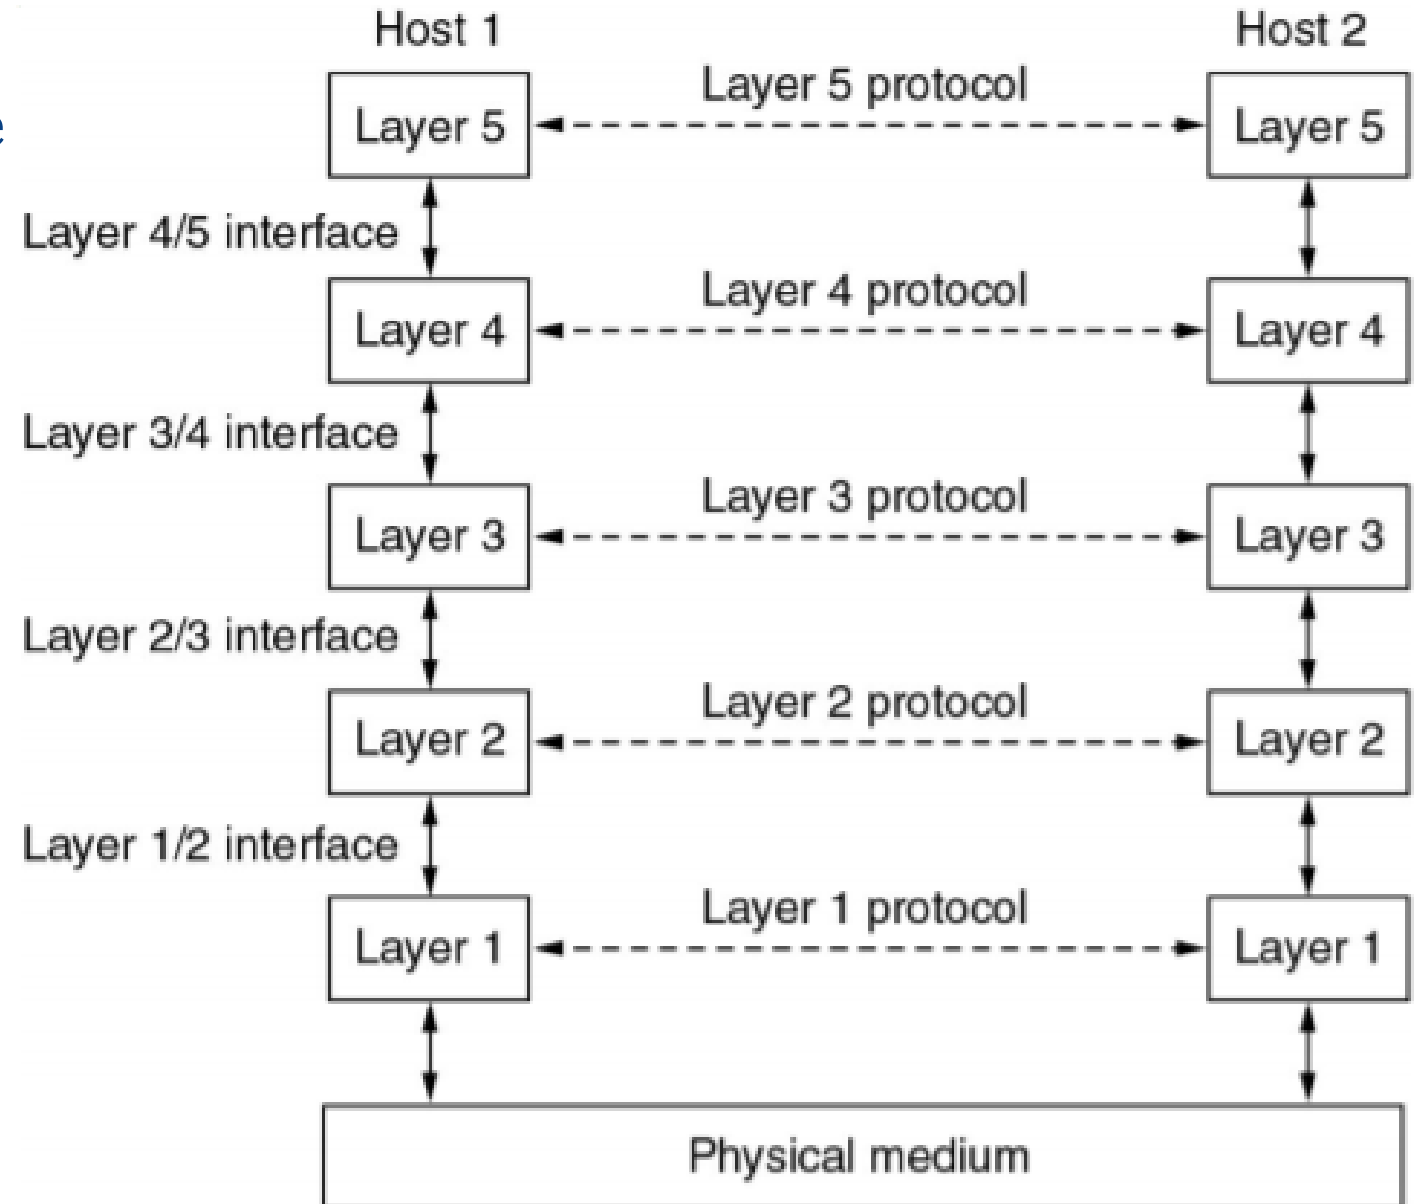 Host 1 Host 2
Layer 5 protocol
Layer 5 Layer 5
Layer 4/5 interface
Layer 4 protocol
Layer 4 Layer 4
Layer 3/4 interface
Layer 3 protocol
Layer 3 Layer 3
Layer 2/3 interface
Layer 2 protocol
Layer 2 Layer 2
Layer 1/2 interface
Layer 1 protocol
Layer 1 Layer 1
Physical medium